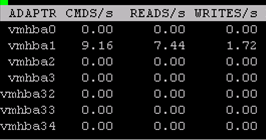 ADAPTR CMDS/s READS/s WRITES/s
vmhba0 0.00 0.00 0.00
vmhba1 9.16 7.44 1.72
vmhba2 0.00 0.00 0.00
vmhba3 0.00 0.00 0.00
vmhba32 0.00 0.00 0.00
vmhba33 0.00 0.00 0.00
vmhba34 0.00 0.00 0.00